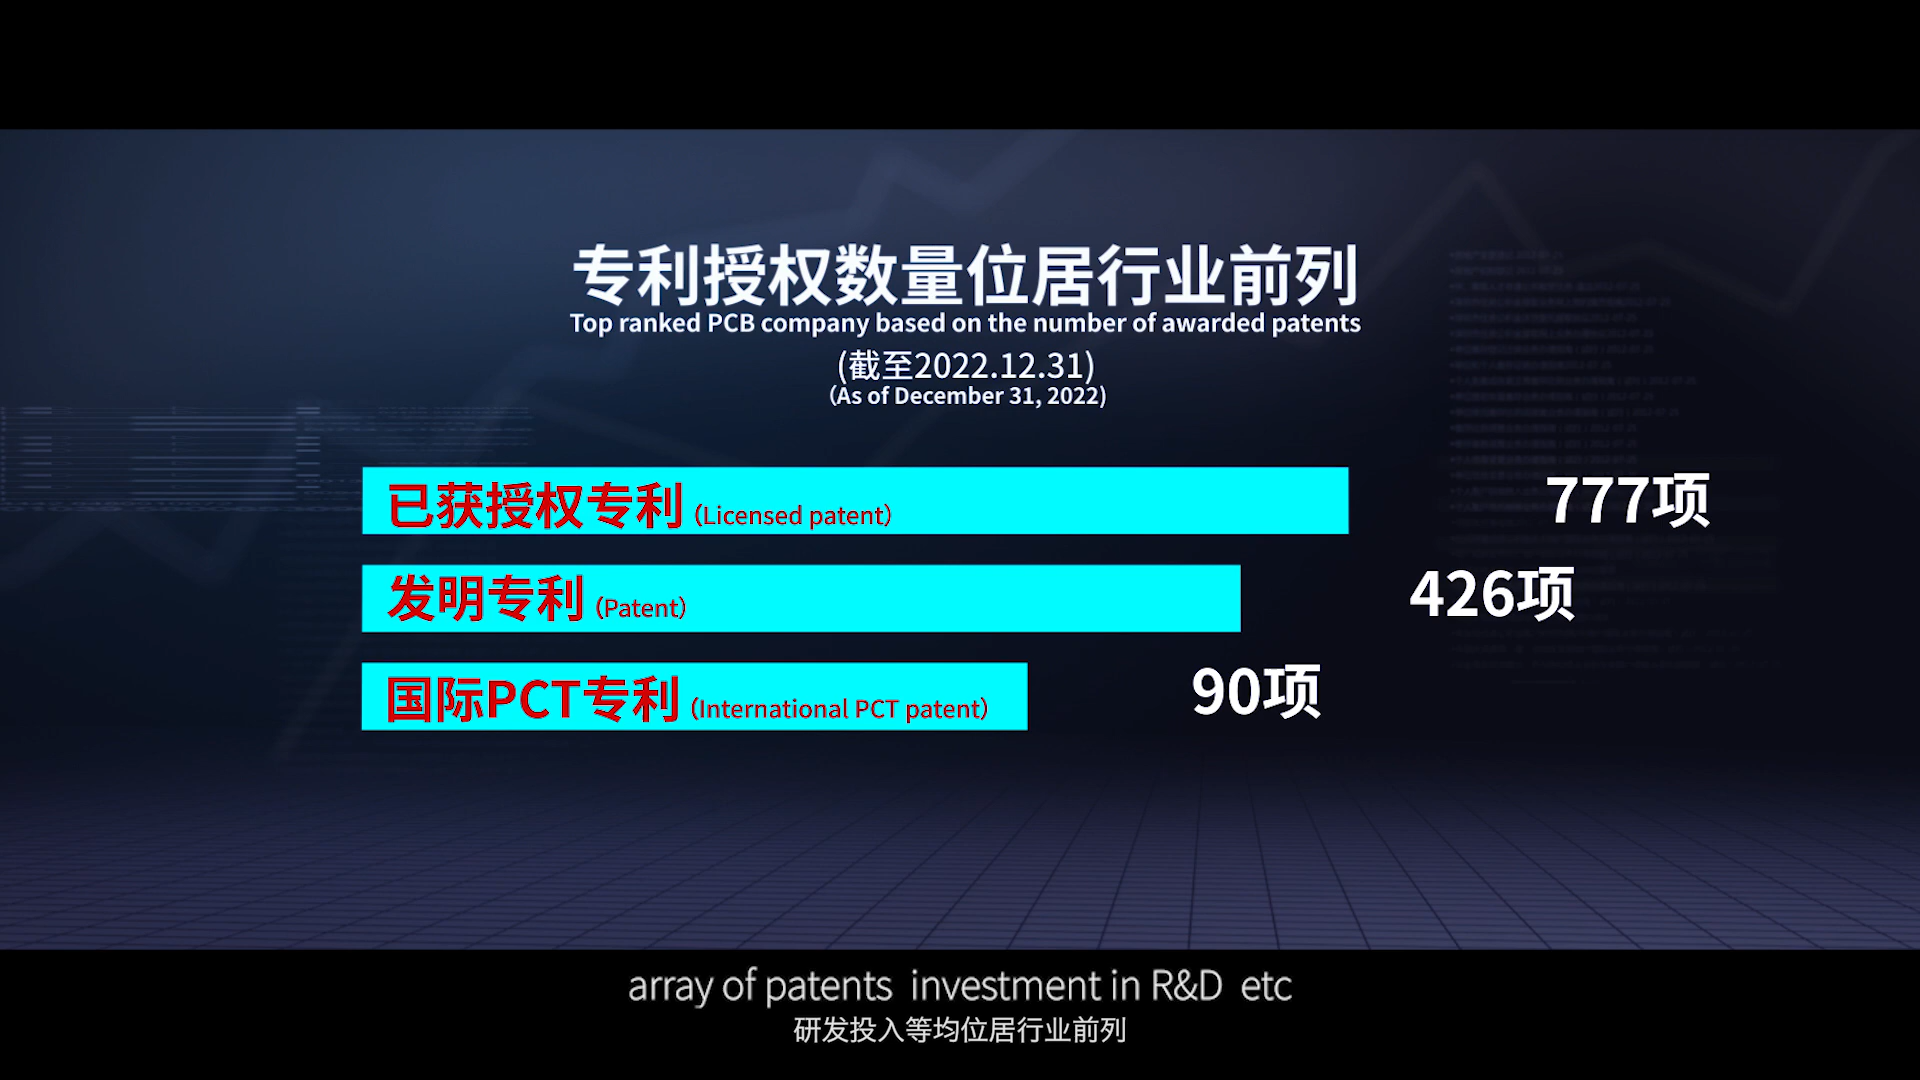 专利授权数量位居行业前列
Top ranked PCB company based on the number of awarded patents
(截至2022.12.31)
(As of December 31, 2022)
已获授权专利 (Licensed patent) 777项
发明专利 (Patent) 426项
国际PCT专利 (International PCT patent) 90项
array of patents investment in R&D etc
研发投入等均位居行业前列